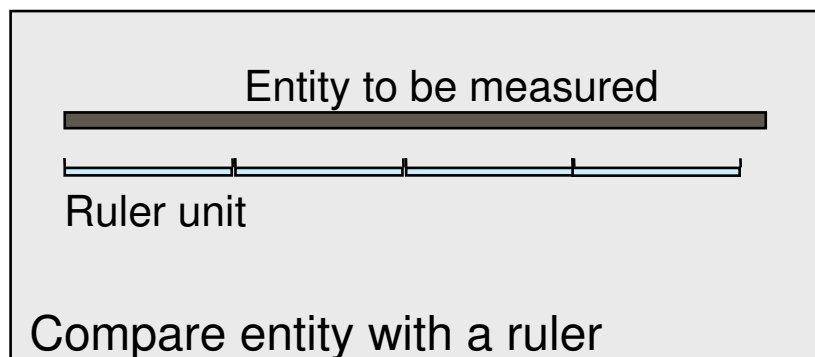 Entity to be measured
Ruler unit
Compare entity with a ruler